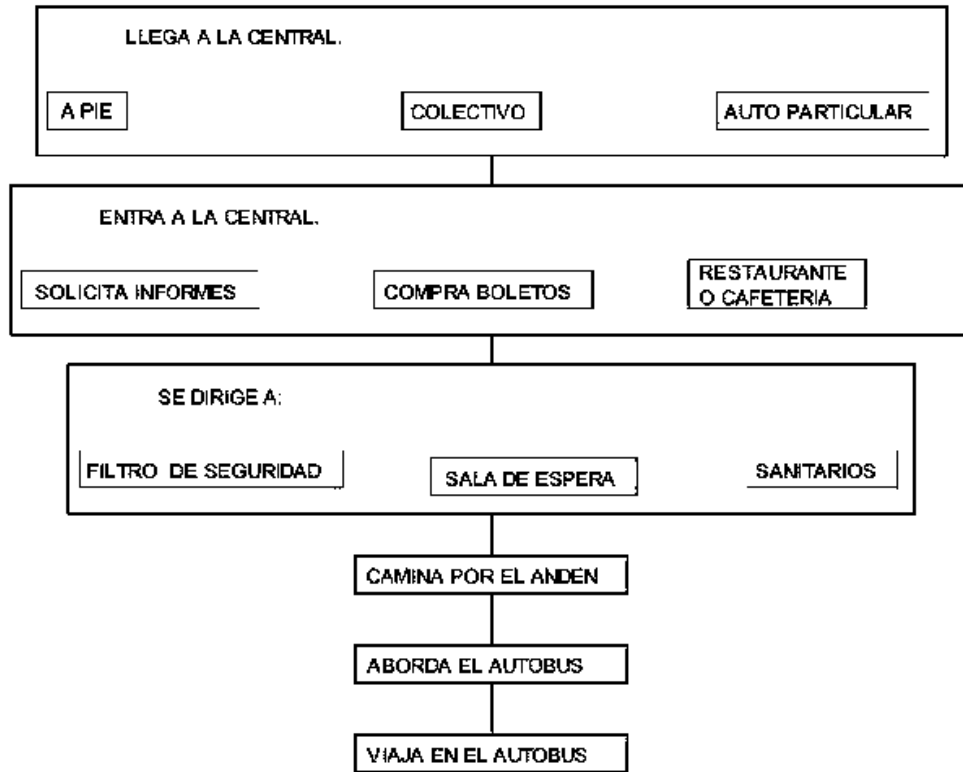 LLEGA A LA CENTRAL.
A PIE
COLECTIVO
AUTO PARTICULAR
ENTRA A LA CENTRAL.
SOLICITA INFORMES
COMPRA BOLETOS
RESTAURANTE
O CAFETERIA
SE DIRIGE A:
FILTRO DE SEGURIDAD
SALA DE ESPERA
SANITARIOS
CAMINA POR EL ANDEN
ABORDA EL AUTOBUS
VIAJA EN EL AUTOBUS